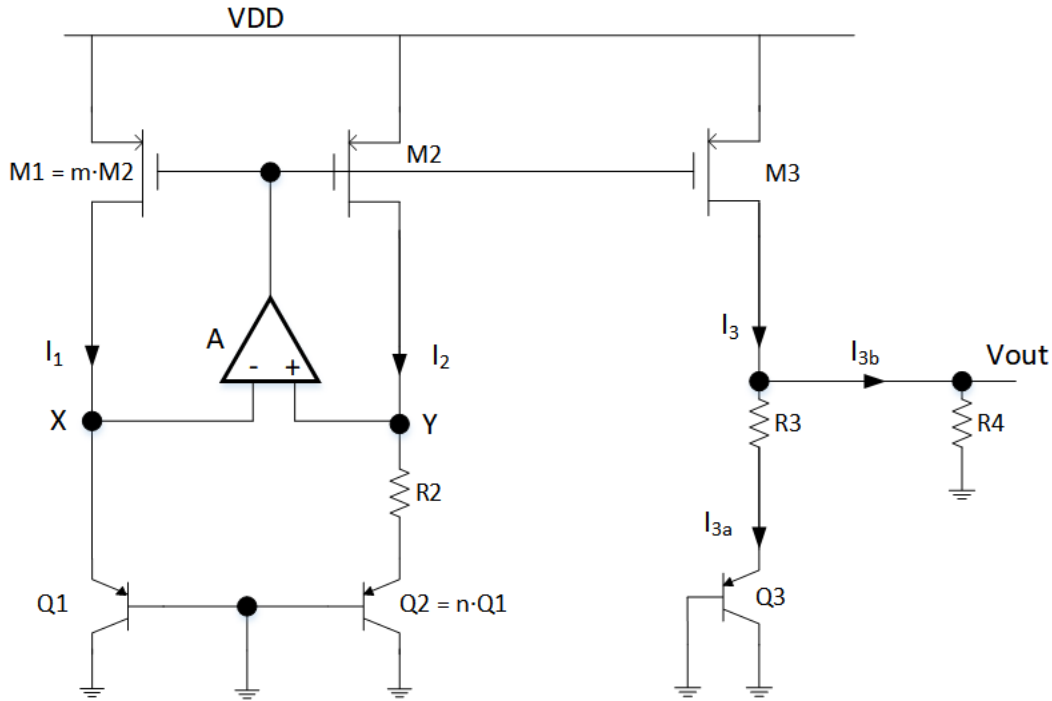 VDD
M1 = m·M2
M2
M3
A
- +
I₁
I₂
I₃
I₃b
Vout
X
Y
R3
R4
R2
I₃a
Q1
Q2 = n·Q1
Q3